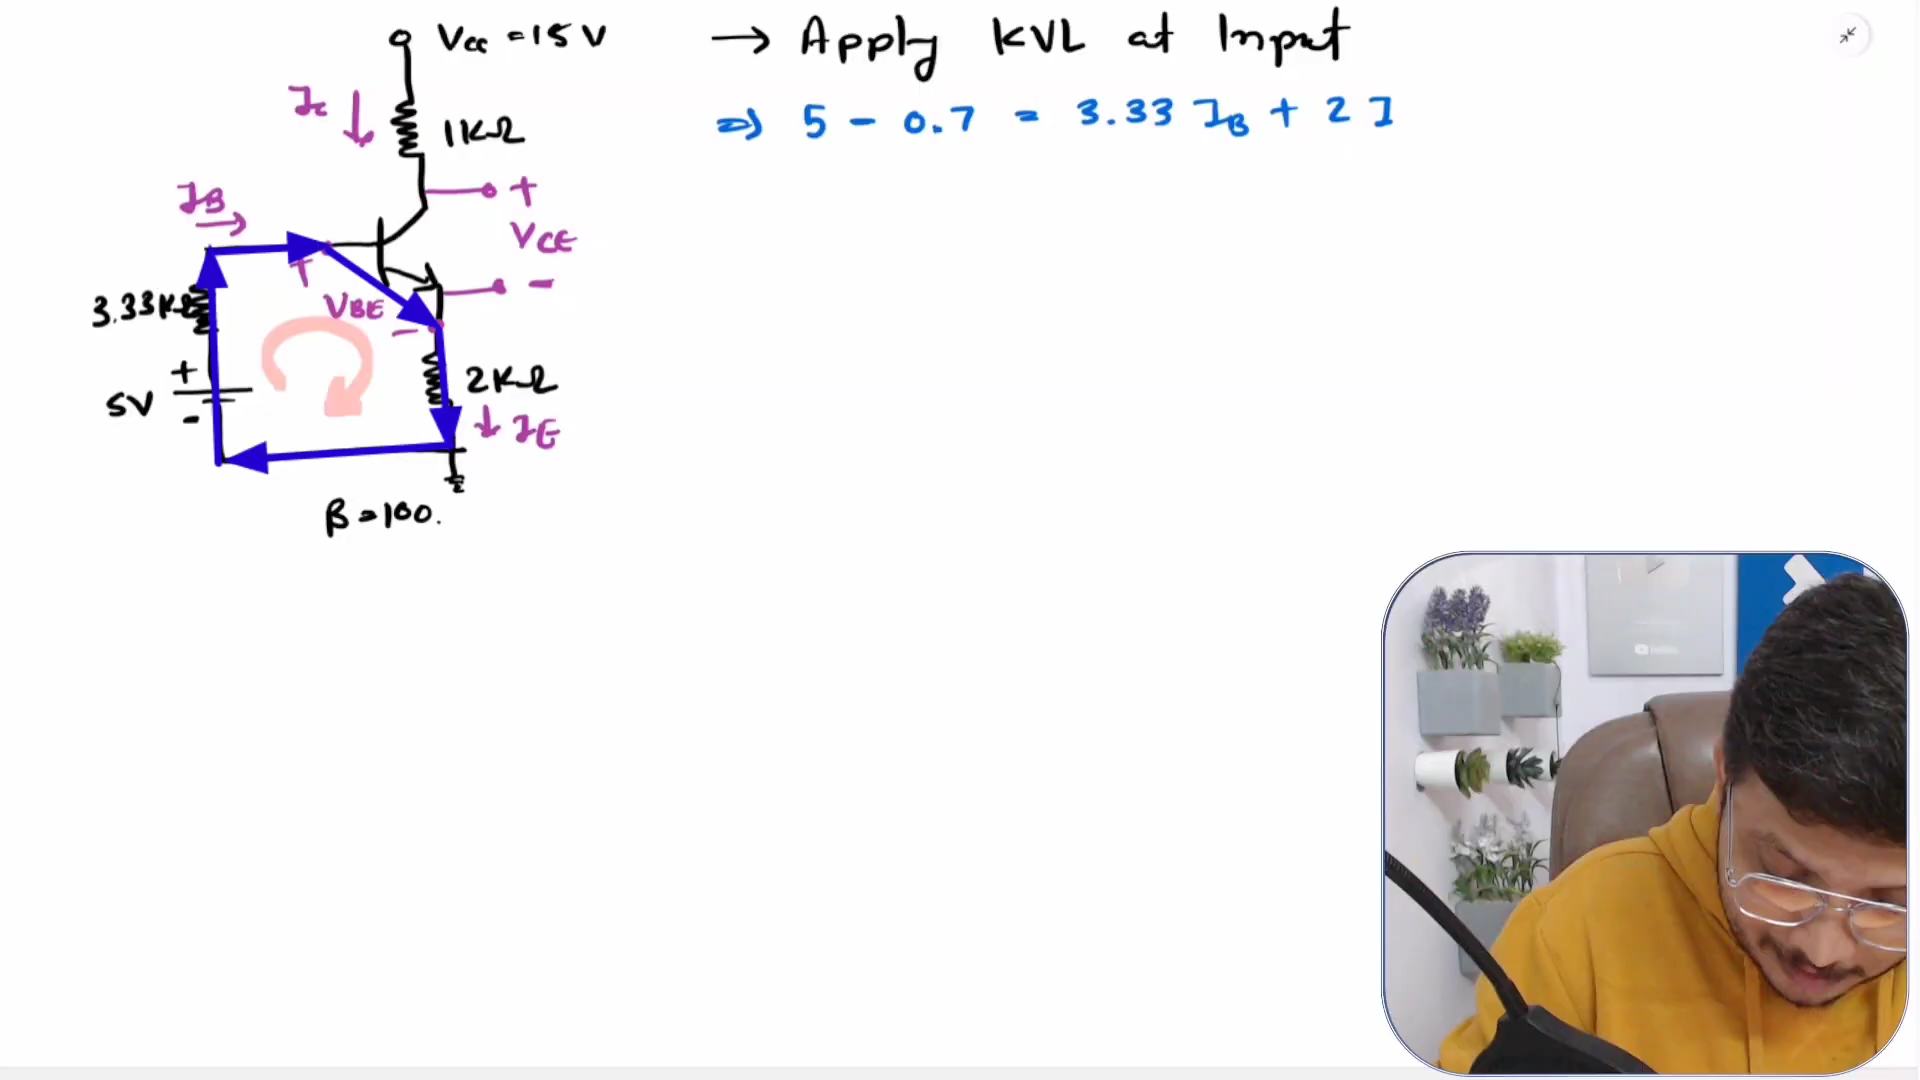 Vcc = 15 V
→ Apply KVL at Input
Ic ↓
1KΩ
⇒ 5 - 0.7 = 3.33 IB + 2 I
IB →
+
VCE
-
+
VBE
-
3.33KΩ
+
5V
-
2KΩ
↓ IE
β = 100.